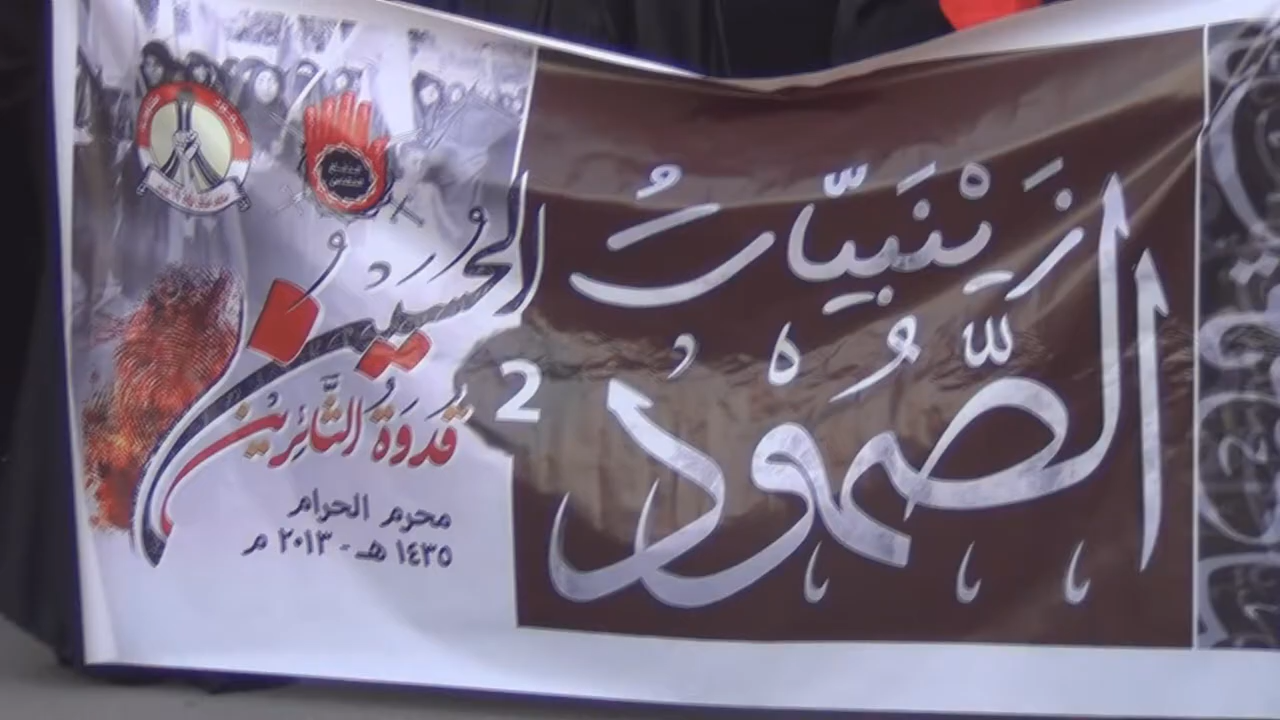 زَيْنَبِيَّاتُ
الصُّمُودْ
2
الحُسَيْنُ
قُدْوَةُ الثَّائِرِينَ
محرم الحرام
١٤٣٥ هـ - ٢٠١٣ م